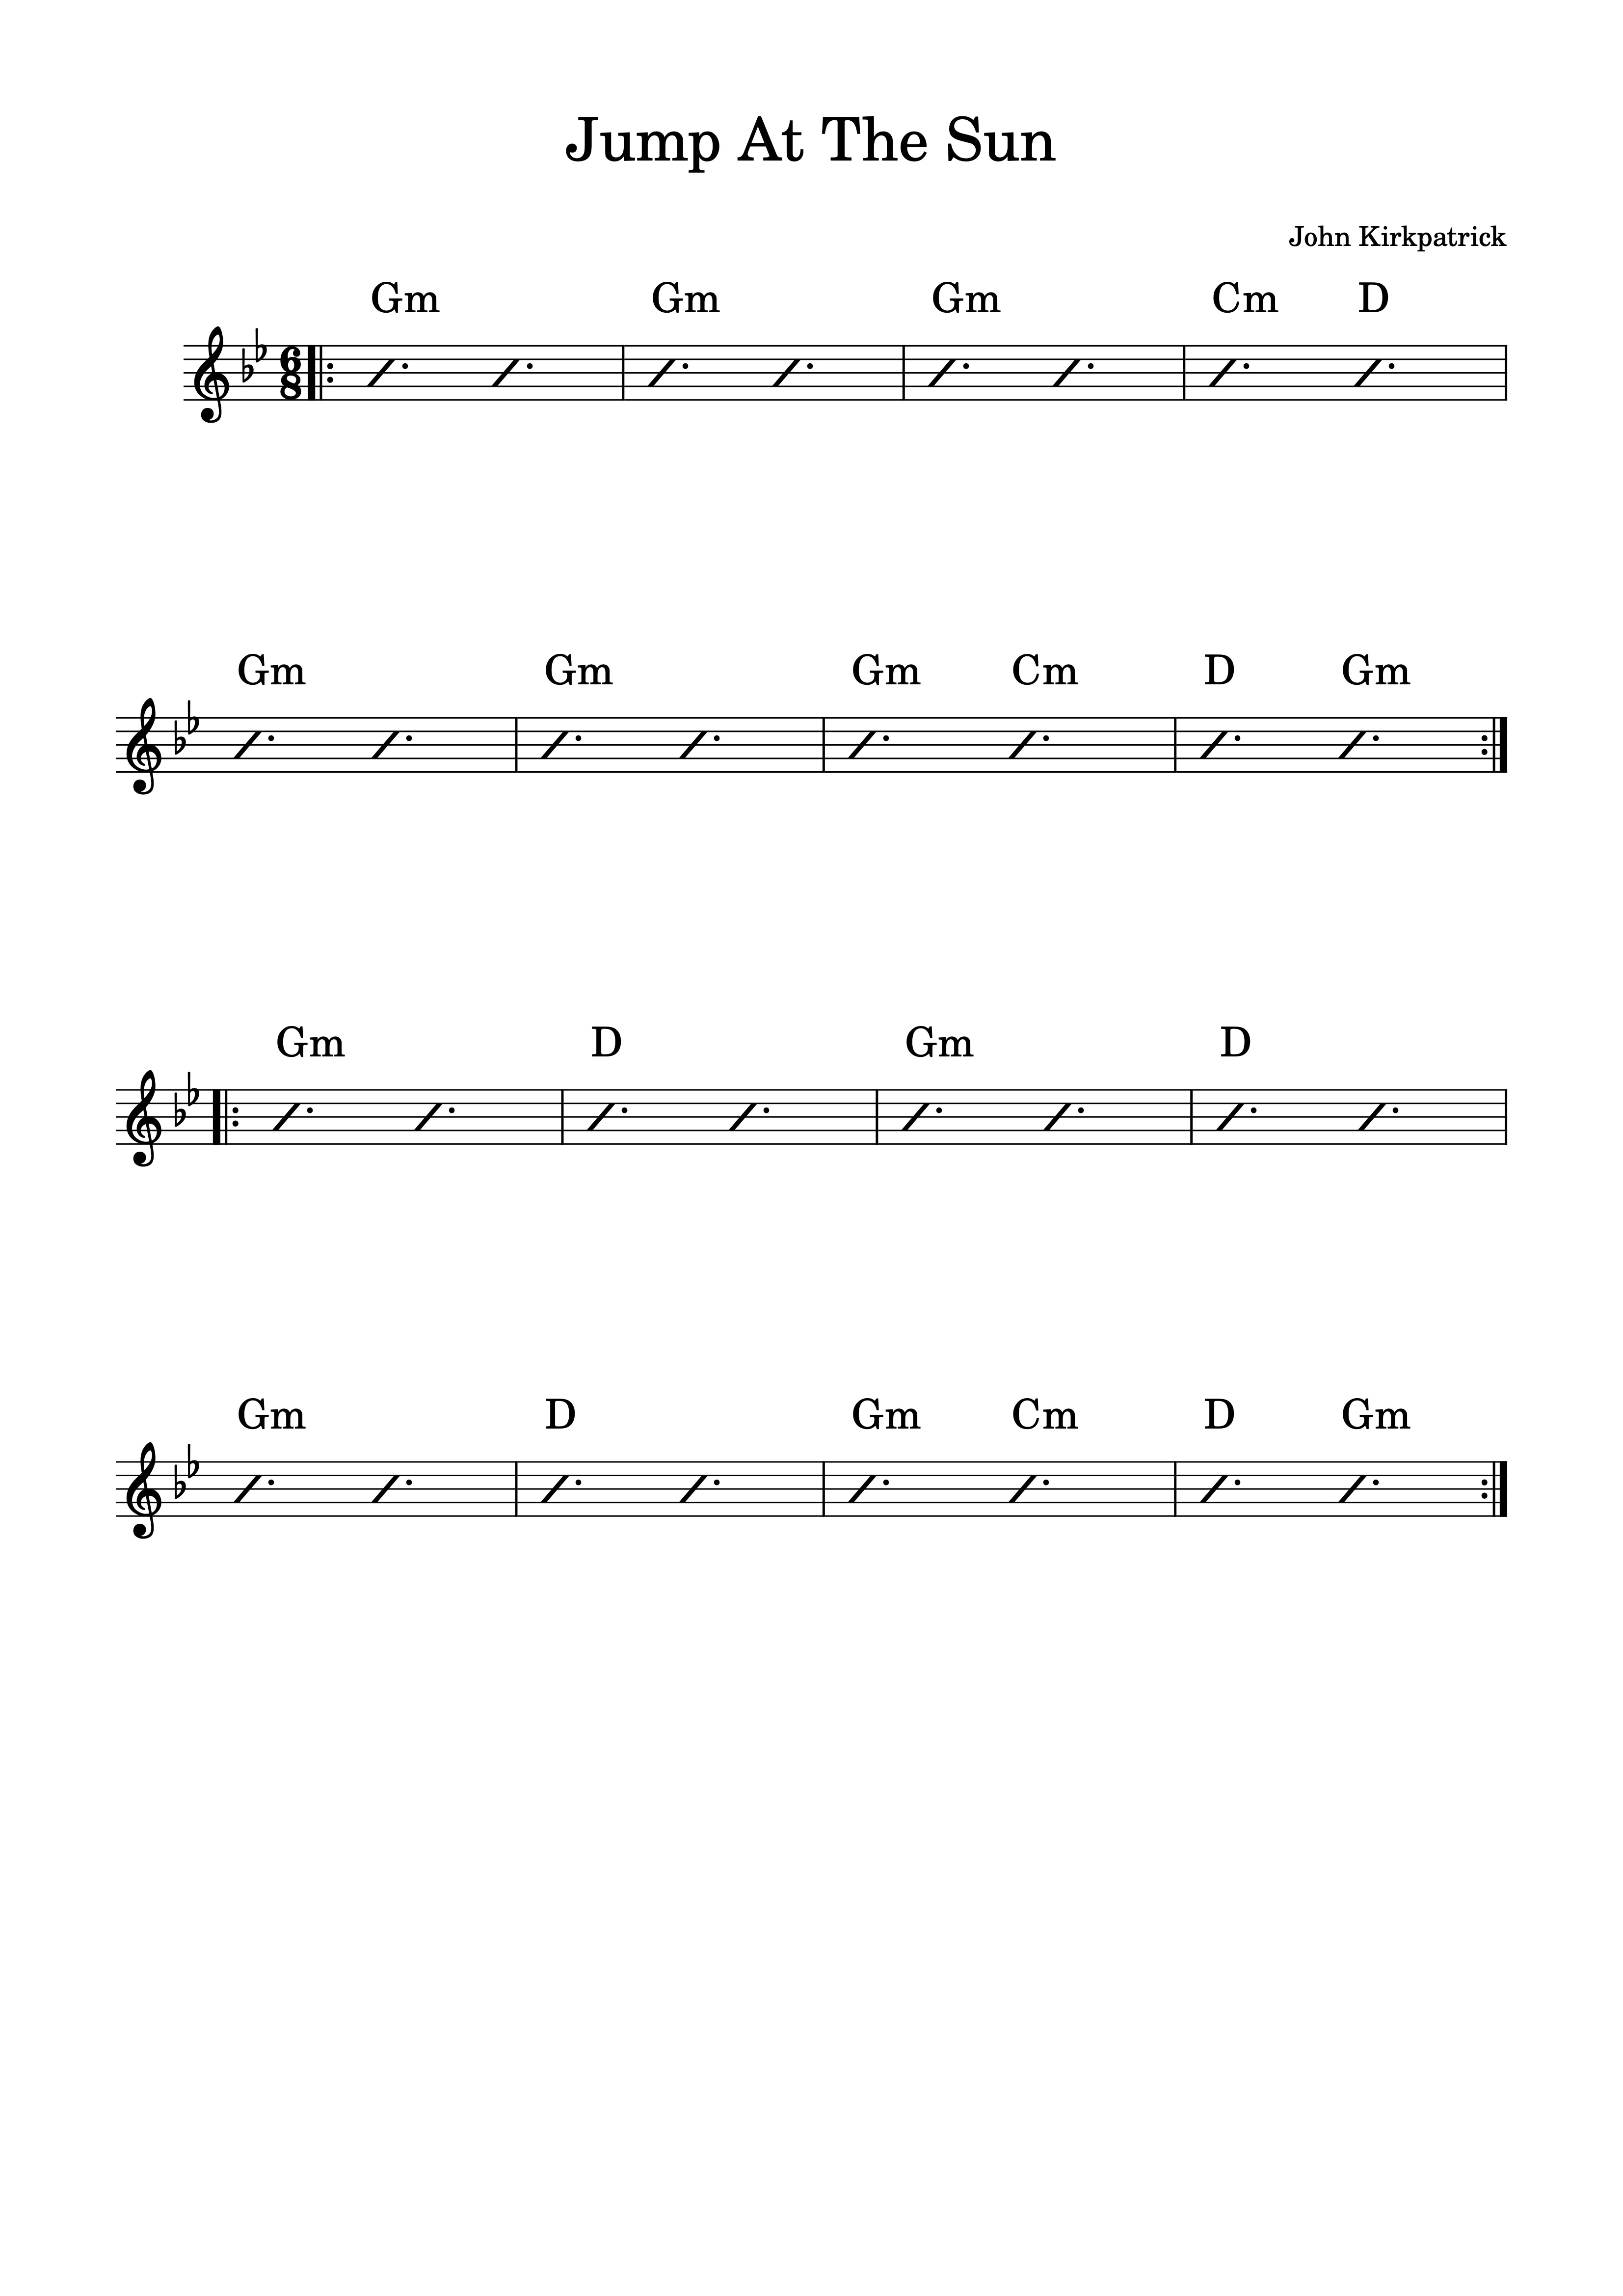 Jump At The Sun
John Kirkpatrick
Gm Gm Gm Cm D
6
8
Gm Gm Gm Cm D Gm
Gm D Gm D
Gm D Gm Cm D Gm